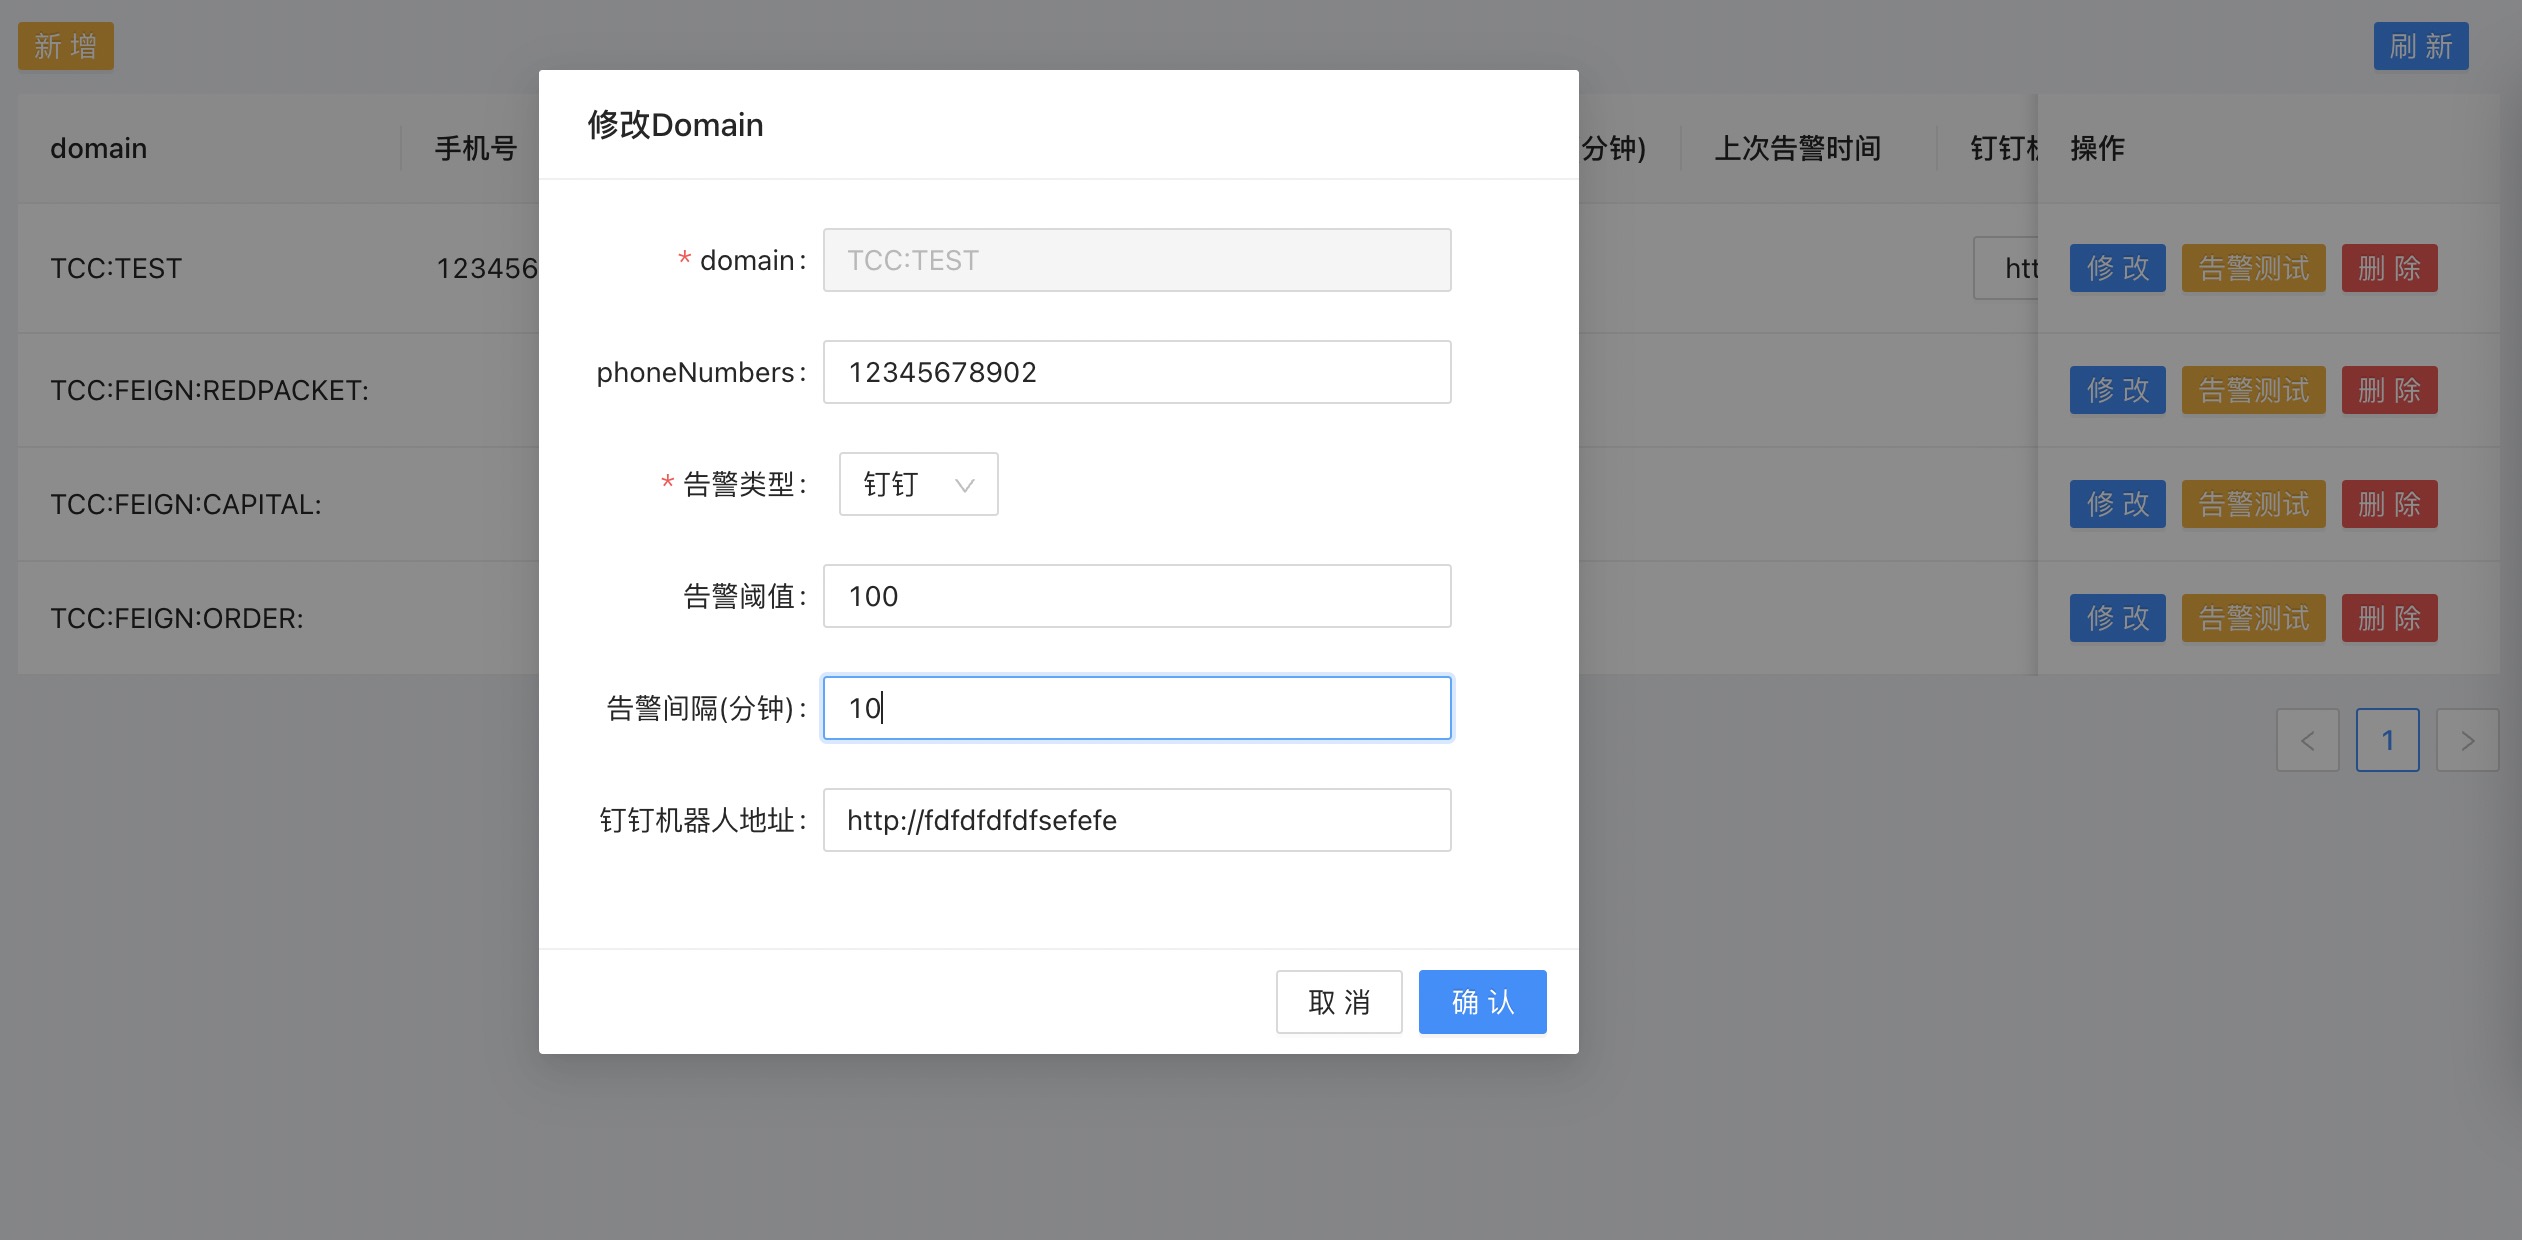 新 增
刷 新
domain
手机号
分钟)
上次告警时间
钉钉
操作
TCC:TEST
123456
htt
修 改
告警测试
删 除
TCC:FEIGN:REDPACKET:
修 改
告警测试
删 除
TCC:FEIGN:CAPITAL:
修 改
告警测试
删 除
TCC:FEIGN:ORDER:
修 改
告警测试
删 除
1
修改Domain
* domain:
TCC:TEST
phoneNumbers:
12345678902
* 告警类型:
钉钉
告警阈值:
100
告警间隔(分钟):
10
钉钉机器人地址:
http://fdfdfdfdfsefefe
取 消
确 认